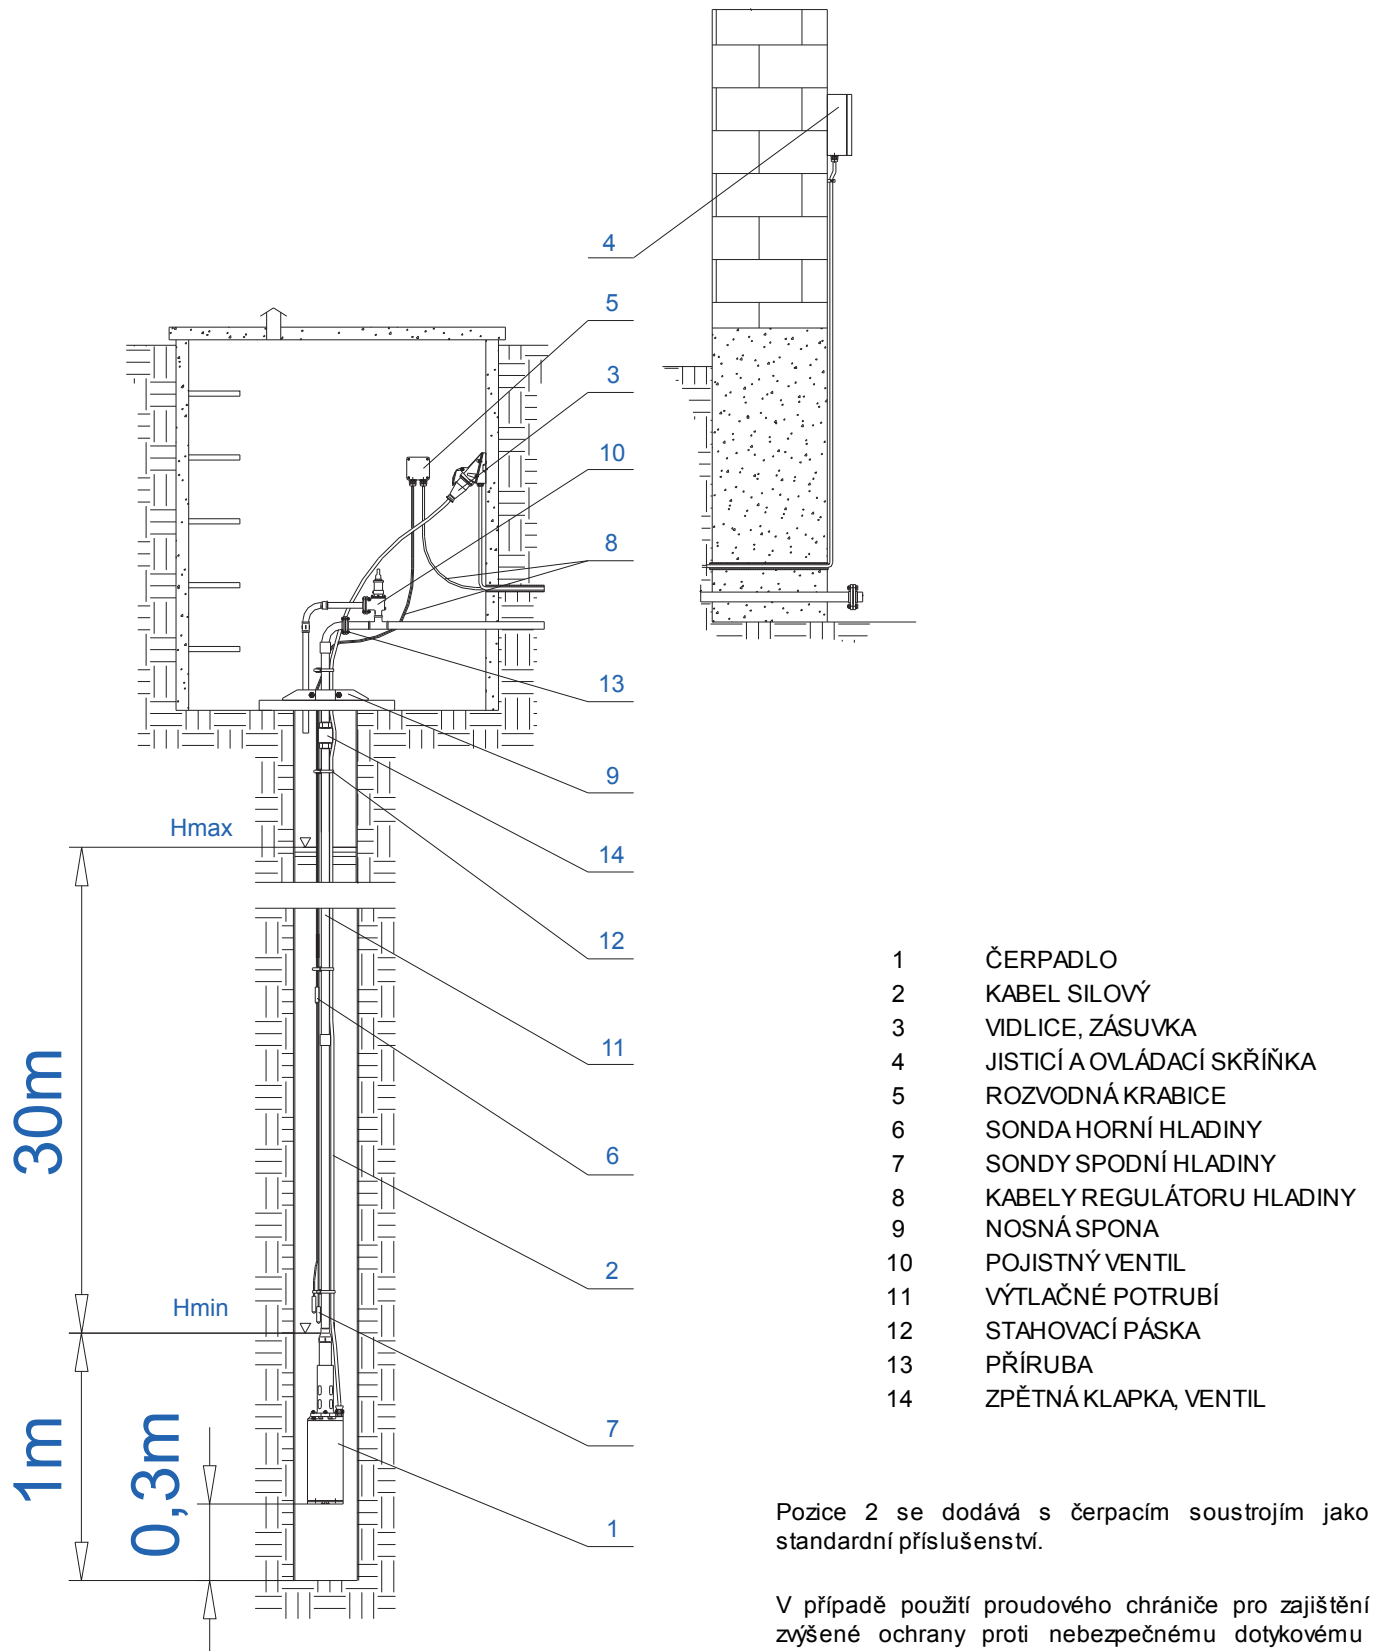 4
5
3
10
8
13
9
Hmax
14
12
30m
11
6
2
Hmin
7
1m
0,3m
1
1 ČERPADLO
2 KABEL SILOVÝ
3 VIDLICE, ZÁSUVKA
4 JISTICÍ A OVLÁDACÍ SKŘÍŇKA
5 ROZVODNÁ KRABICE
6 SONDA HORNÍ HLADINY
7 SONDY SPODNÍ HLADINY
8 KABELY REGULÁTORU HLADINY
9 NOSNÁ SPONA
10 POJISTNÝ VENTIL
11 VÝTLAČNÉ POTRUBÍ
12 STAHOVACÍ PÁSKA
13 PŘÍRUBA
14 ZPĚTNÁ KLAPKA, VENTIL
Pozice 2 se dodává s čerpacím soustrojím jako
standardní příslušenství.
V případě použití proudového chrániče pro zajištění
zvýšené ochrany proti nebezpečnému dotykovému